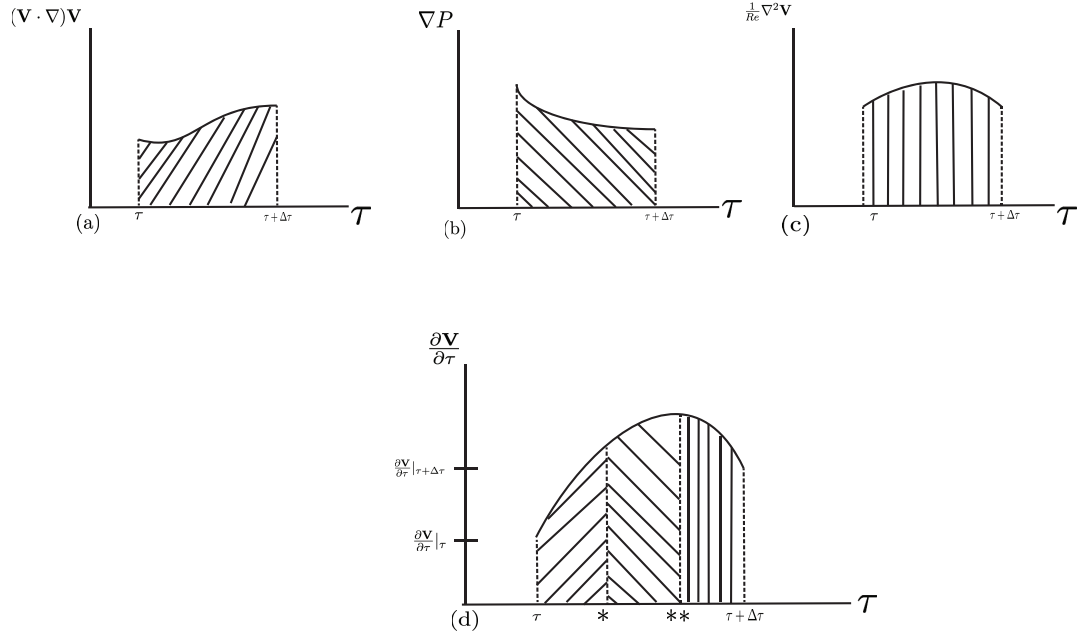 (V · ∇)V
∇P
1/Re ∇²V
τ
τ + Δτ
τ
(a)
τ
τ + Δτ
τ
(b)
τ
τ + Δτ
τ
(c)
∂V/∂τ
∂V/∂τ|τ+Δτ
∂V/∂τ|τ
τ
*
**
τ + Δτ
τ
(d)